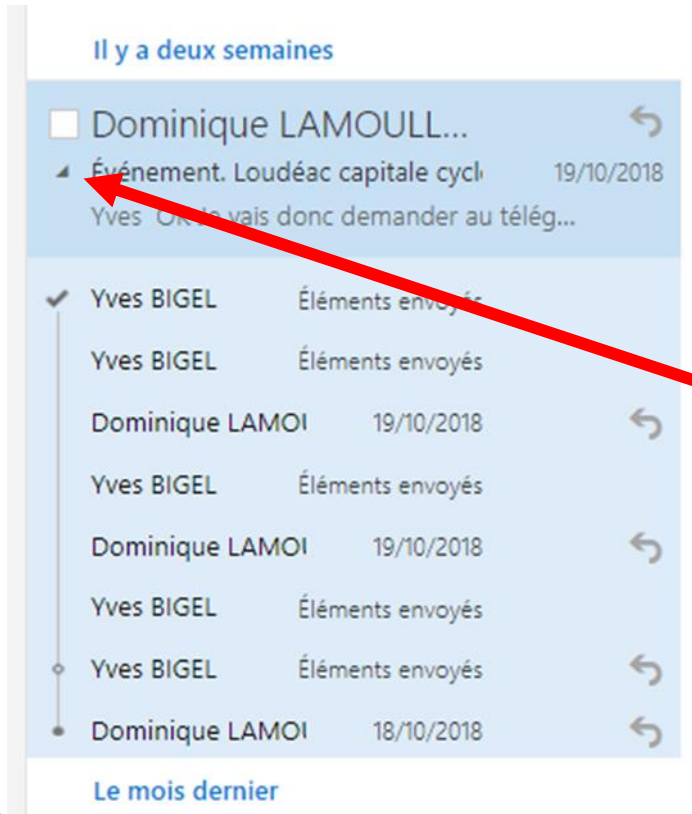 Il y a deux semaines
Dominique LAMOULL...
Événement. Loudéac capitale cycl 19/10/2018
Yves OK Je vais donc demander au télég...
Yves BIGEL Éléments envoyés
Yves BIGEL Éléments envoyés
Dominique LAMOU 19/10/2018
Yves BIGEL Éléments envoyés
Dominique LAMOU 19/10/2018
Yves BIGEL Éléments envoyés
Yves BIGEL Éléments envoyés
Dominique LAMOU 18/10/2018
Le mois dernier